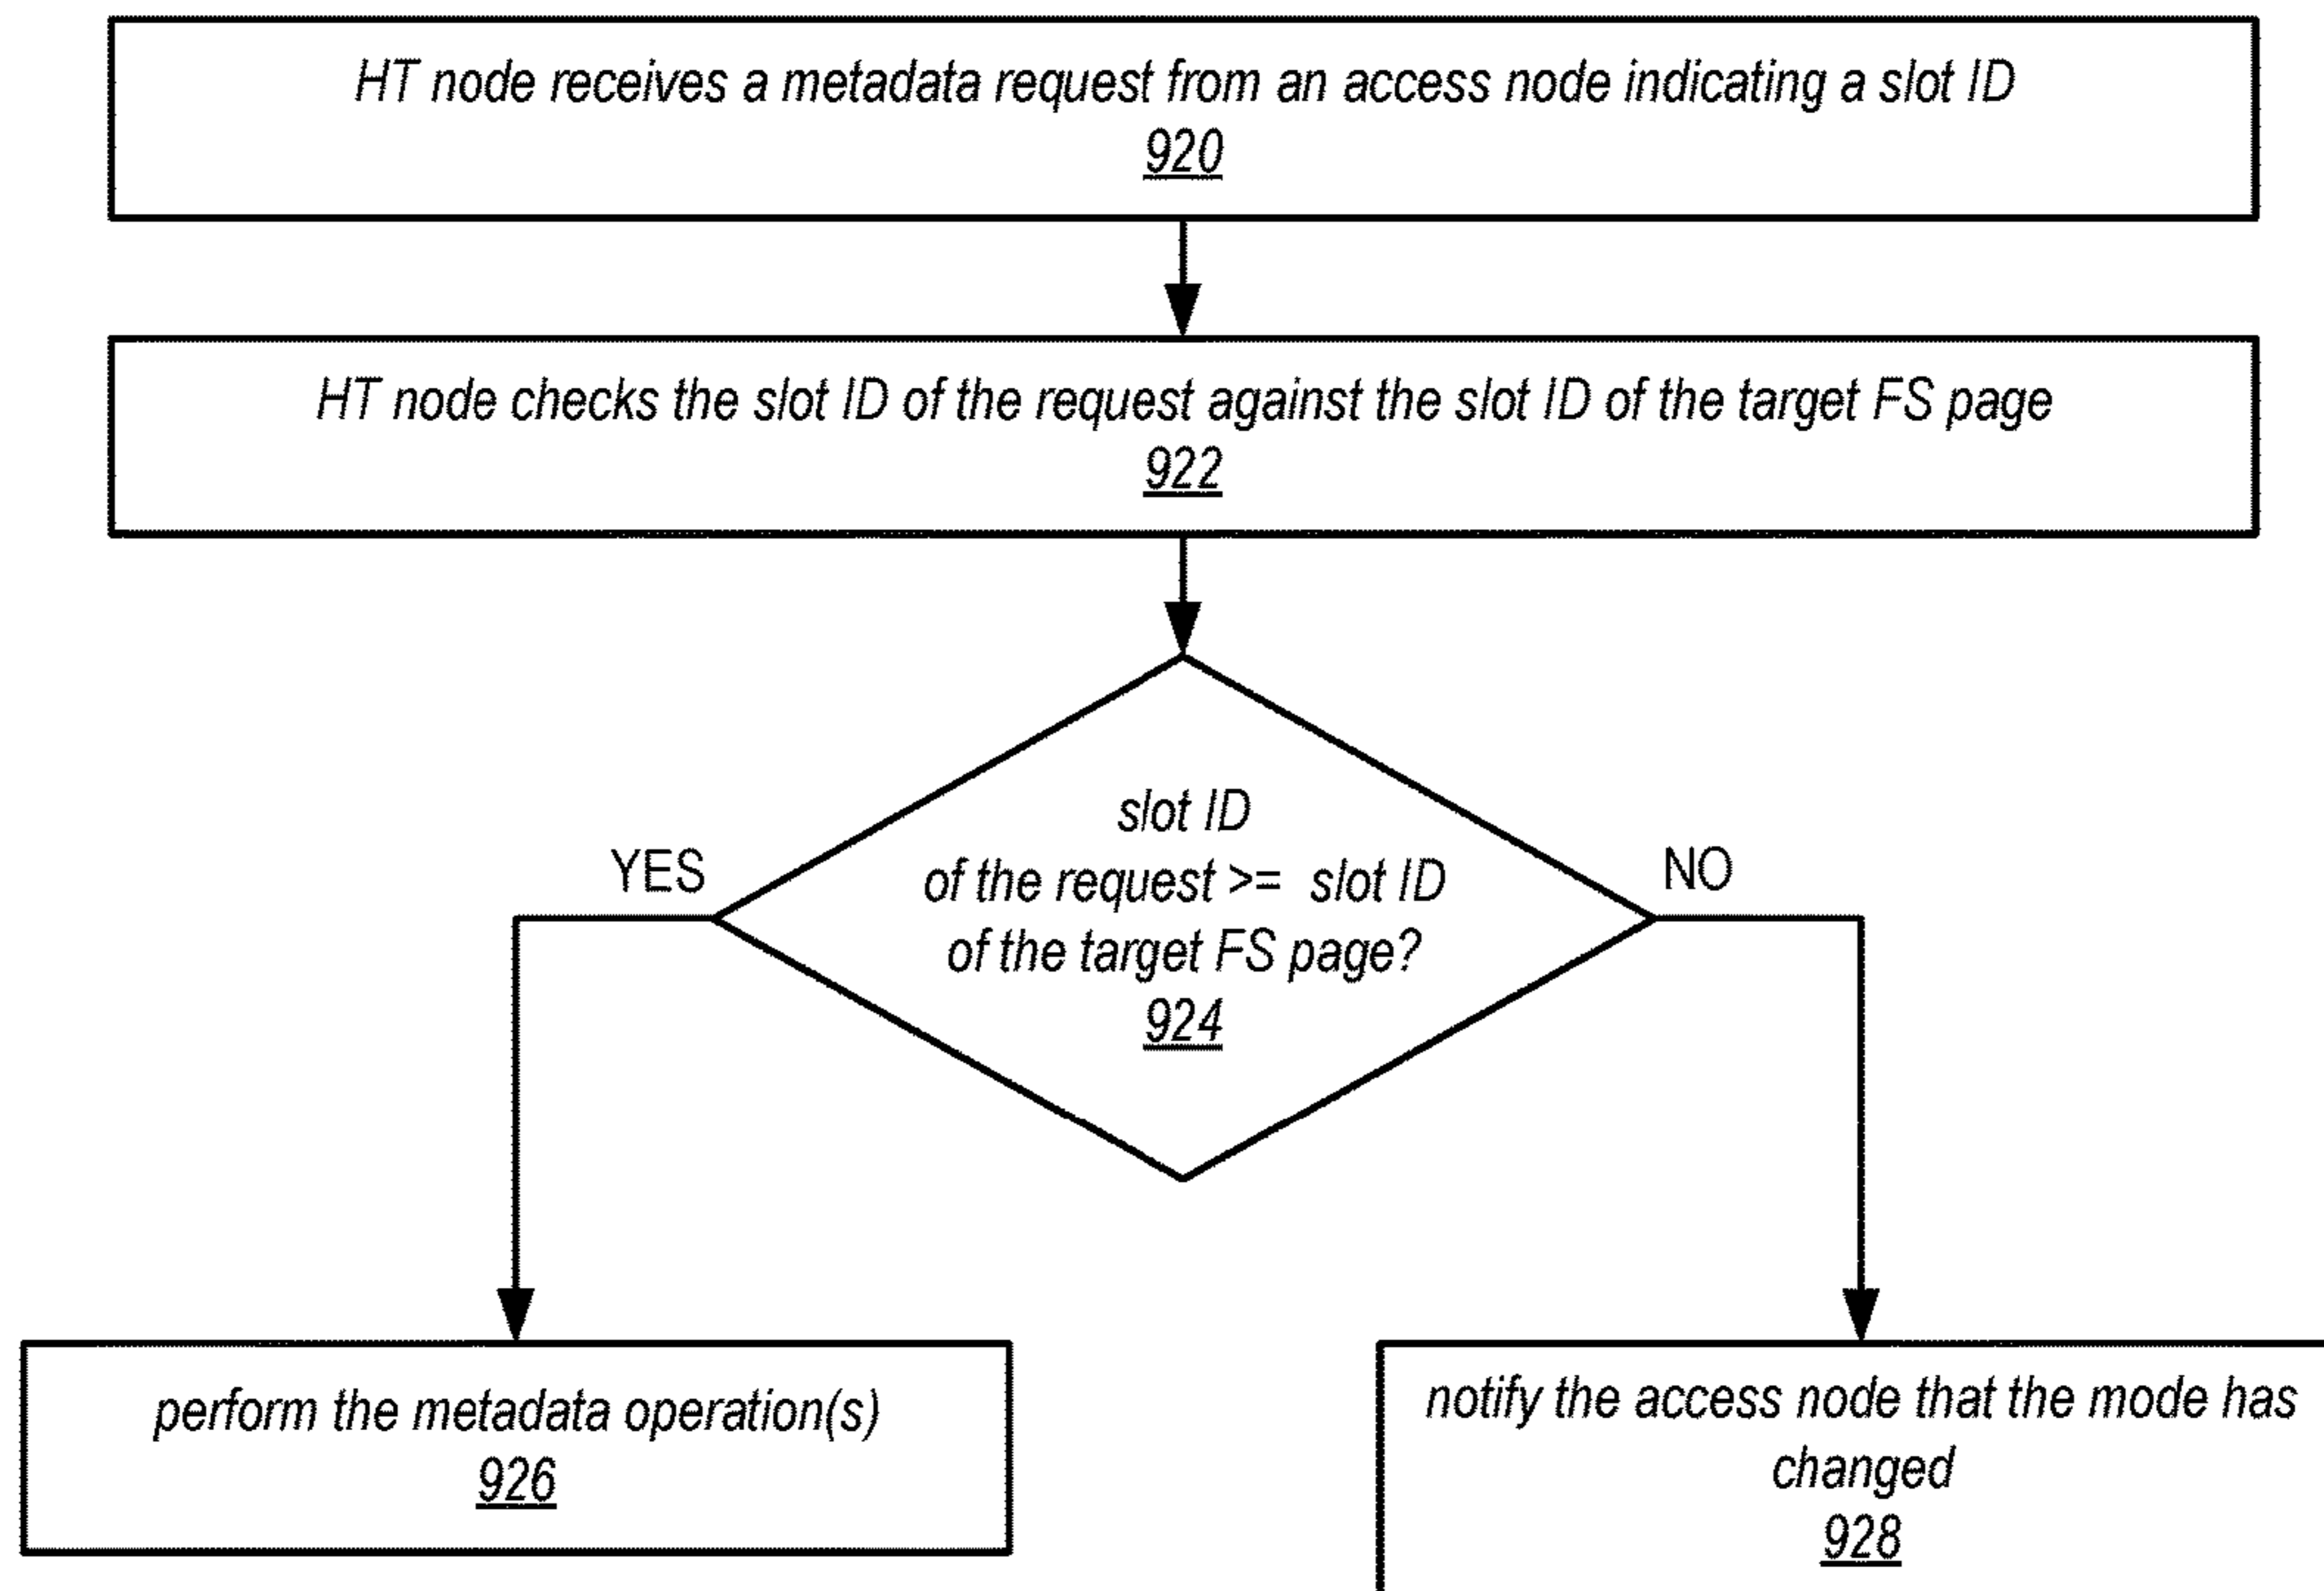 HT node receives a metadata request from an access node indicating a slot ID
920
HT node checks the slot ID of the request against the slot ID of the target FS page
922
slot ID
of the request >= slot ID
of the target FS page?
924
YES
NO
perform the metadata operation(s)
926
notify the access node that the mode has
changed
928